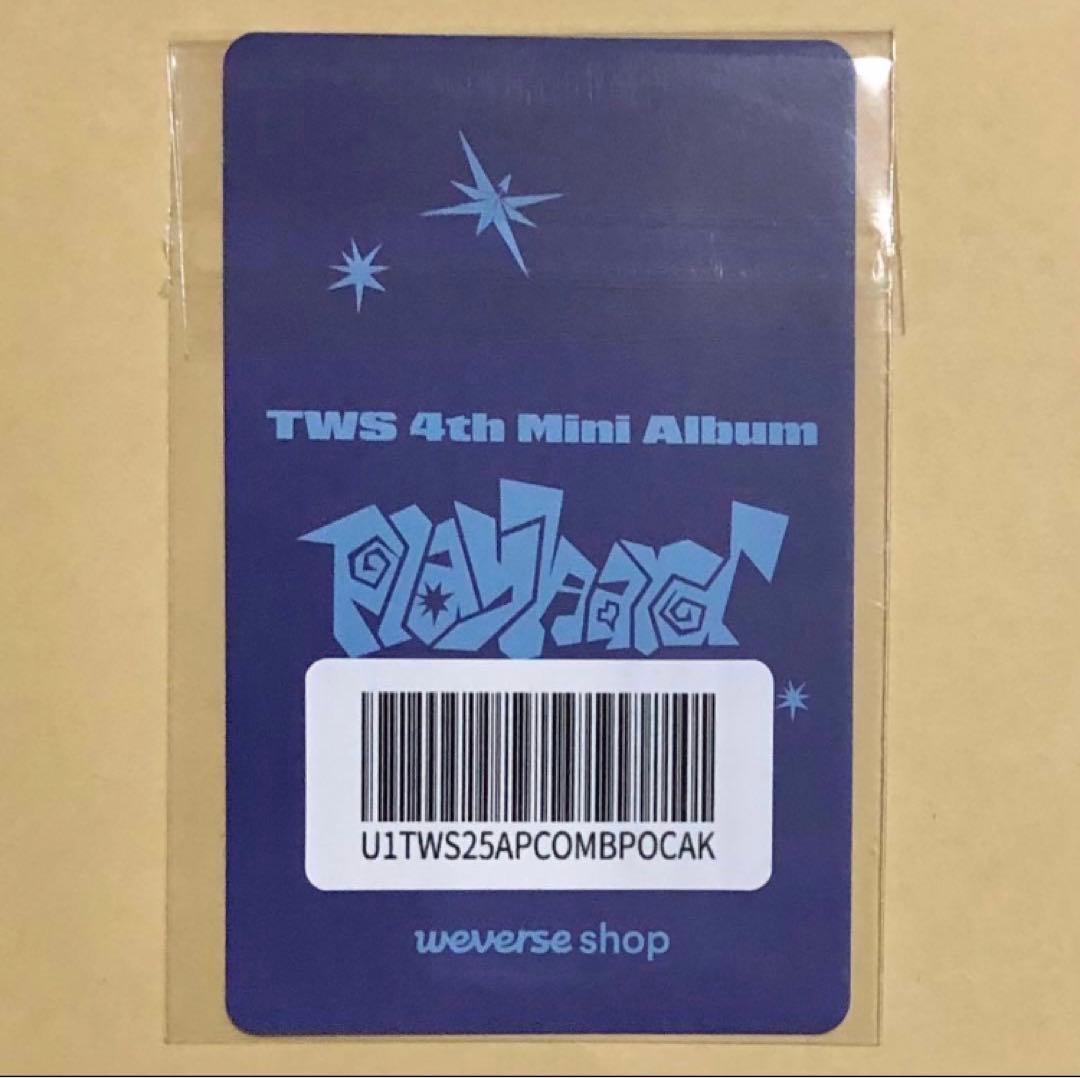 TWS 4th Mini Album
play hard
U1TWS25APCOMBPOCAK
weverse shop